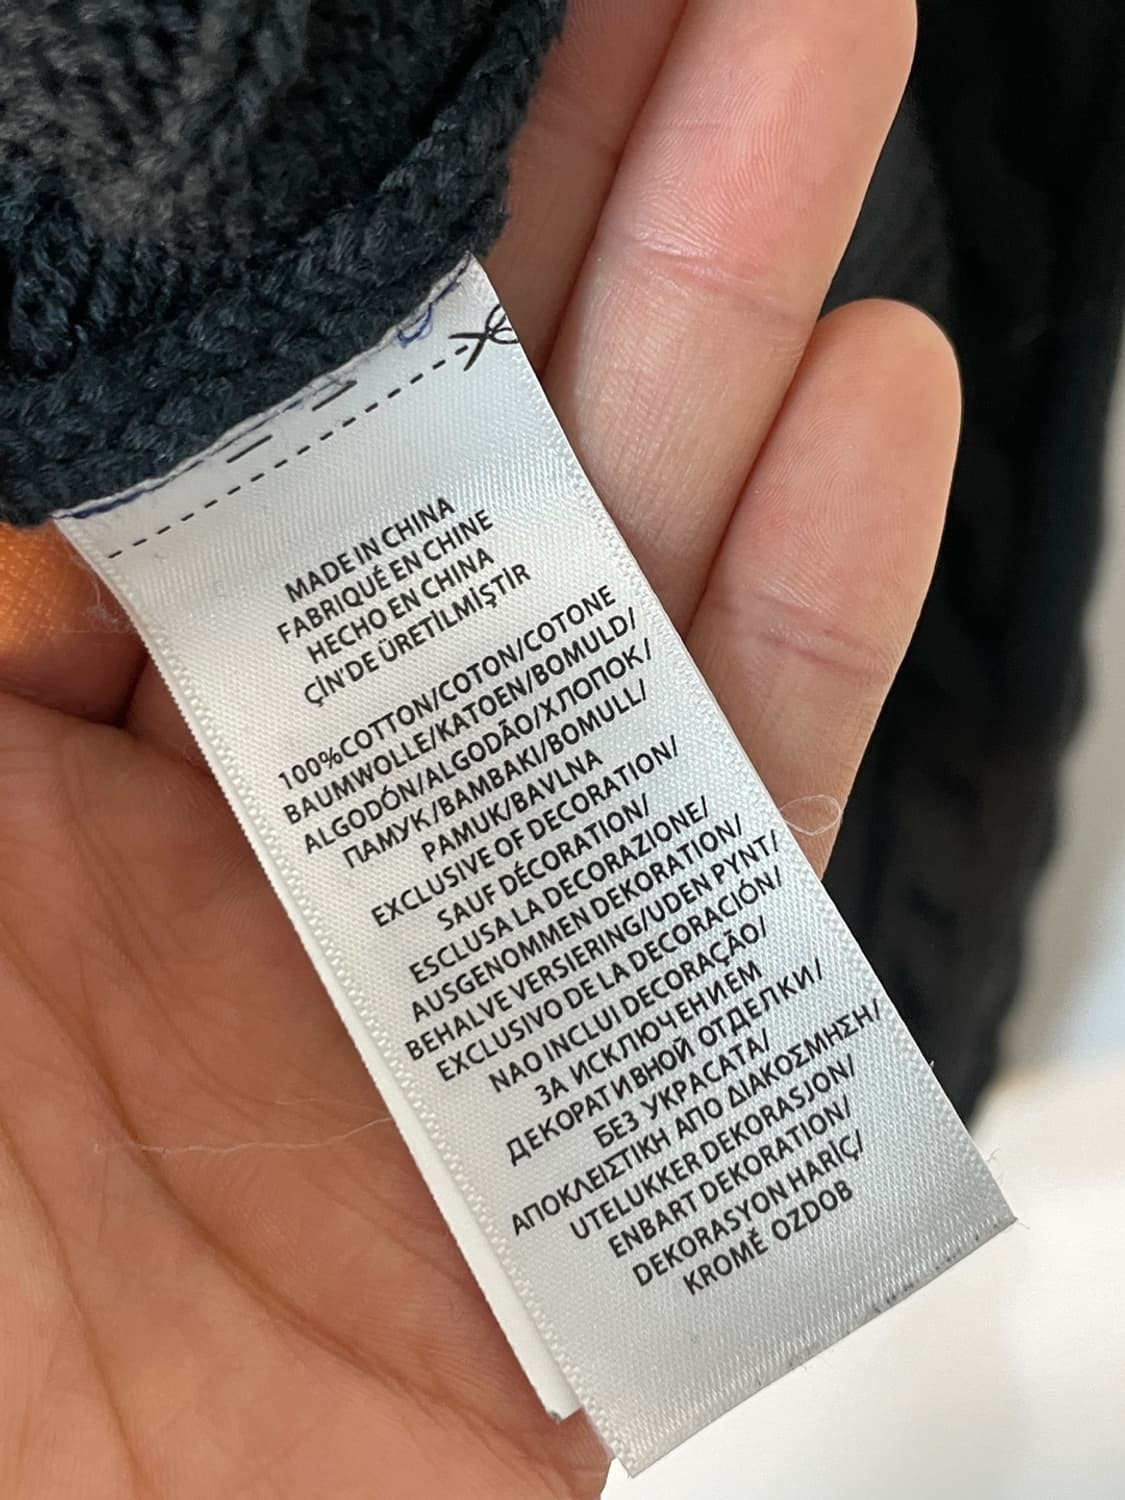 MADE IN CHINA
FABRIQUÉ EN CHINE
HECHO EN CHINA
ÇİN'DE ÜRETİLMİŞTİR
100%COTTON/COTON/COTONE
BAUMWOLLE/KATOEN/BOMULD/
ALGODÓN/ALGODÃO/ХЛОПОК/
ПАМУК/BAMBAKI/BOMULL/
PAMUK/BAVLNA
EXCLUSIVE OF DECORATION/
SAUF DÉCORATION/
ESCLUSA LA DECORAZIONE/
AUSGENOMMEN DEKORATION/
BEHALVE VERSIERING/UDEN PYNT/
EXCLUSIVO DE LA DECORACIÓN/
NAO INCLUI DECORAÇÃO/
ЗА ИСКЛЮЧЕНИЕМ
ДЕКОРАТИВНОЙ ОТДЕЛКИ/
БЕЗ УКРАСАТА/
ΑΠΟΚΛΕΙΣΤΙΚΗ ΑΠΟ ΔΙΑΚΟΣΜΗΣΗ/
UTELUKKER DEKORASJON/
ENBART DEKORATION/
DEKORASYON HARİÇ/
KROMĚ OZDOB